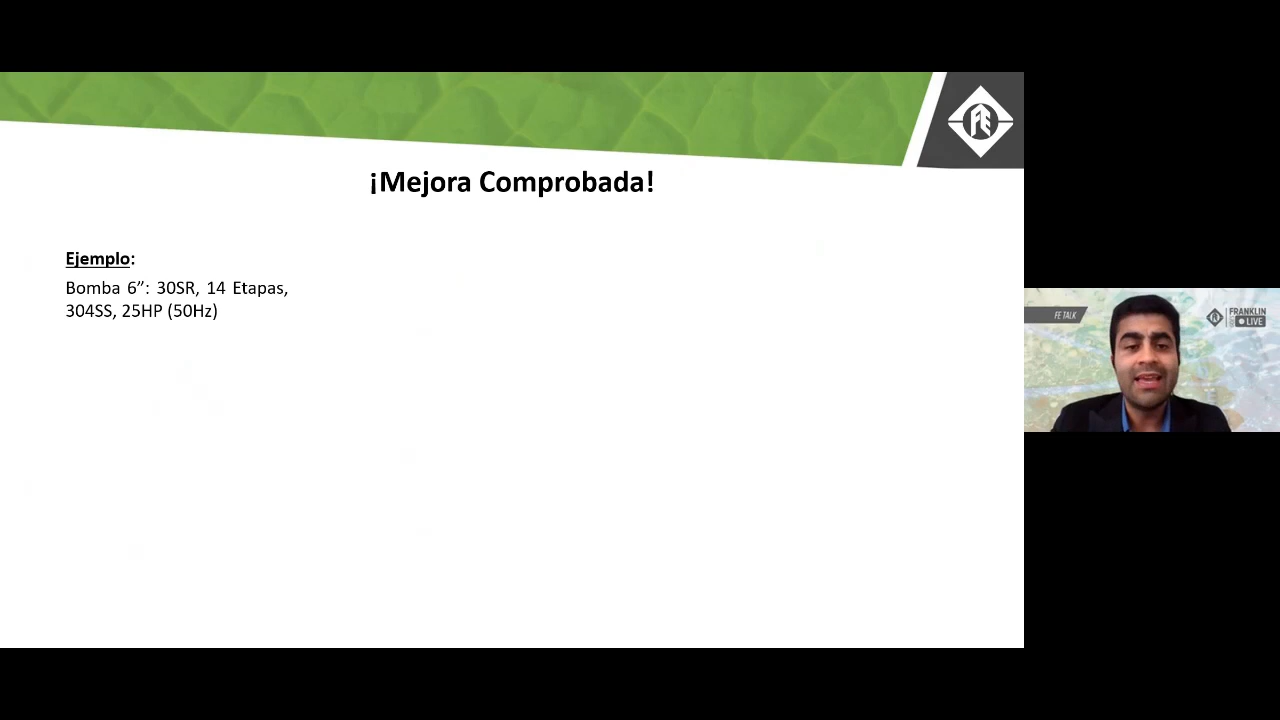 ¡Mejora Comprobada!
Ejemplo:
Bomba 6”: 30SR, 14 Etapas,
304SS, 25HP (50Hz)
FE TALK
FRANKLIN
LIVE